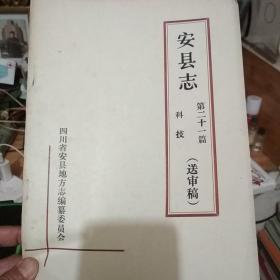 安县志
第二十一篇
科技
（送审稿）
四川省安县地方志编纂委员会